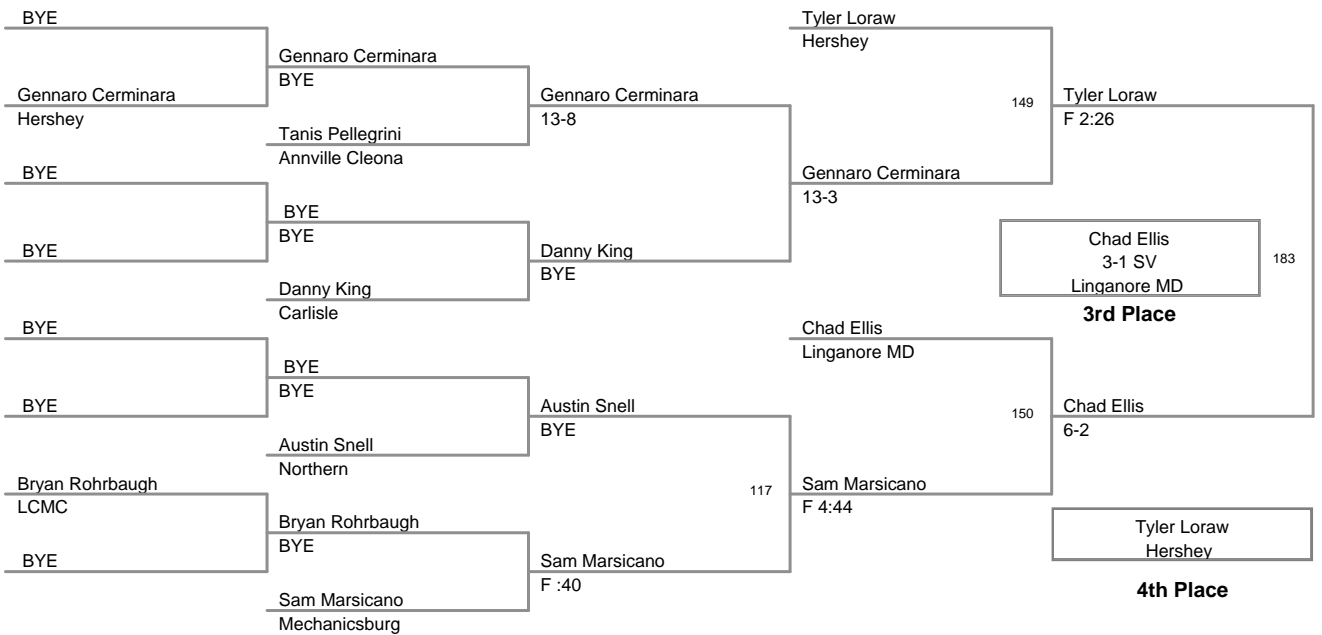 BYE
Gennaro Cerminara
Hershey
BYE
BYE
BYE
BYE
Bryan Rohrbaugh
LCMC
BYE
Gennaro Cerminara
BYE
Tanis Pellegrini
Annville Cleona
BYE
BYE
Danny King
Carlisle
BYE
BYE
Austin Snell
Northern
Bryan Rohrbaugh
BYE
Sam Marsicano
Mechanicsburg
Gennaro Cerminara
13-8
Danny King
BYE
Austin Snell
BYE
117
Sam Marsicano
F :40
Tyler Loraw
Hershey
Gennaro Cerminara
13-3
Chad Ellis
Linganore MD
Sam Marsicano
F 4:44
149
Tyler Loraw
F 2:26
Chad Ellis
3-1 SV
Linganore MD
183
3rd Place
150
Chad Ellis
6-2
Tyler Loraw
Hershey
4th Place